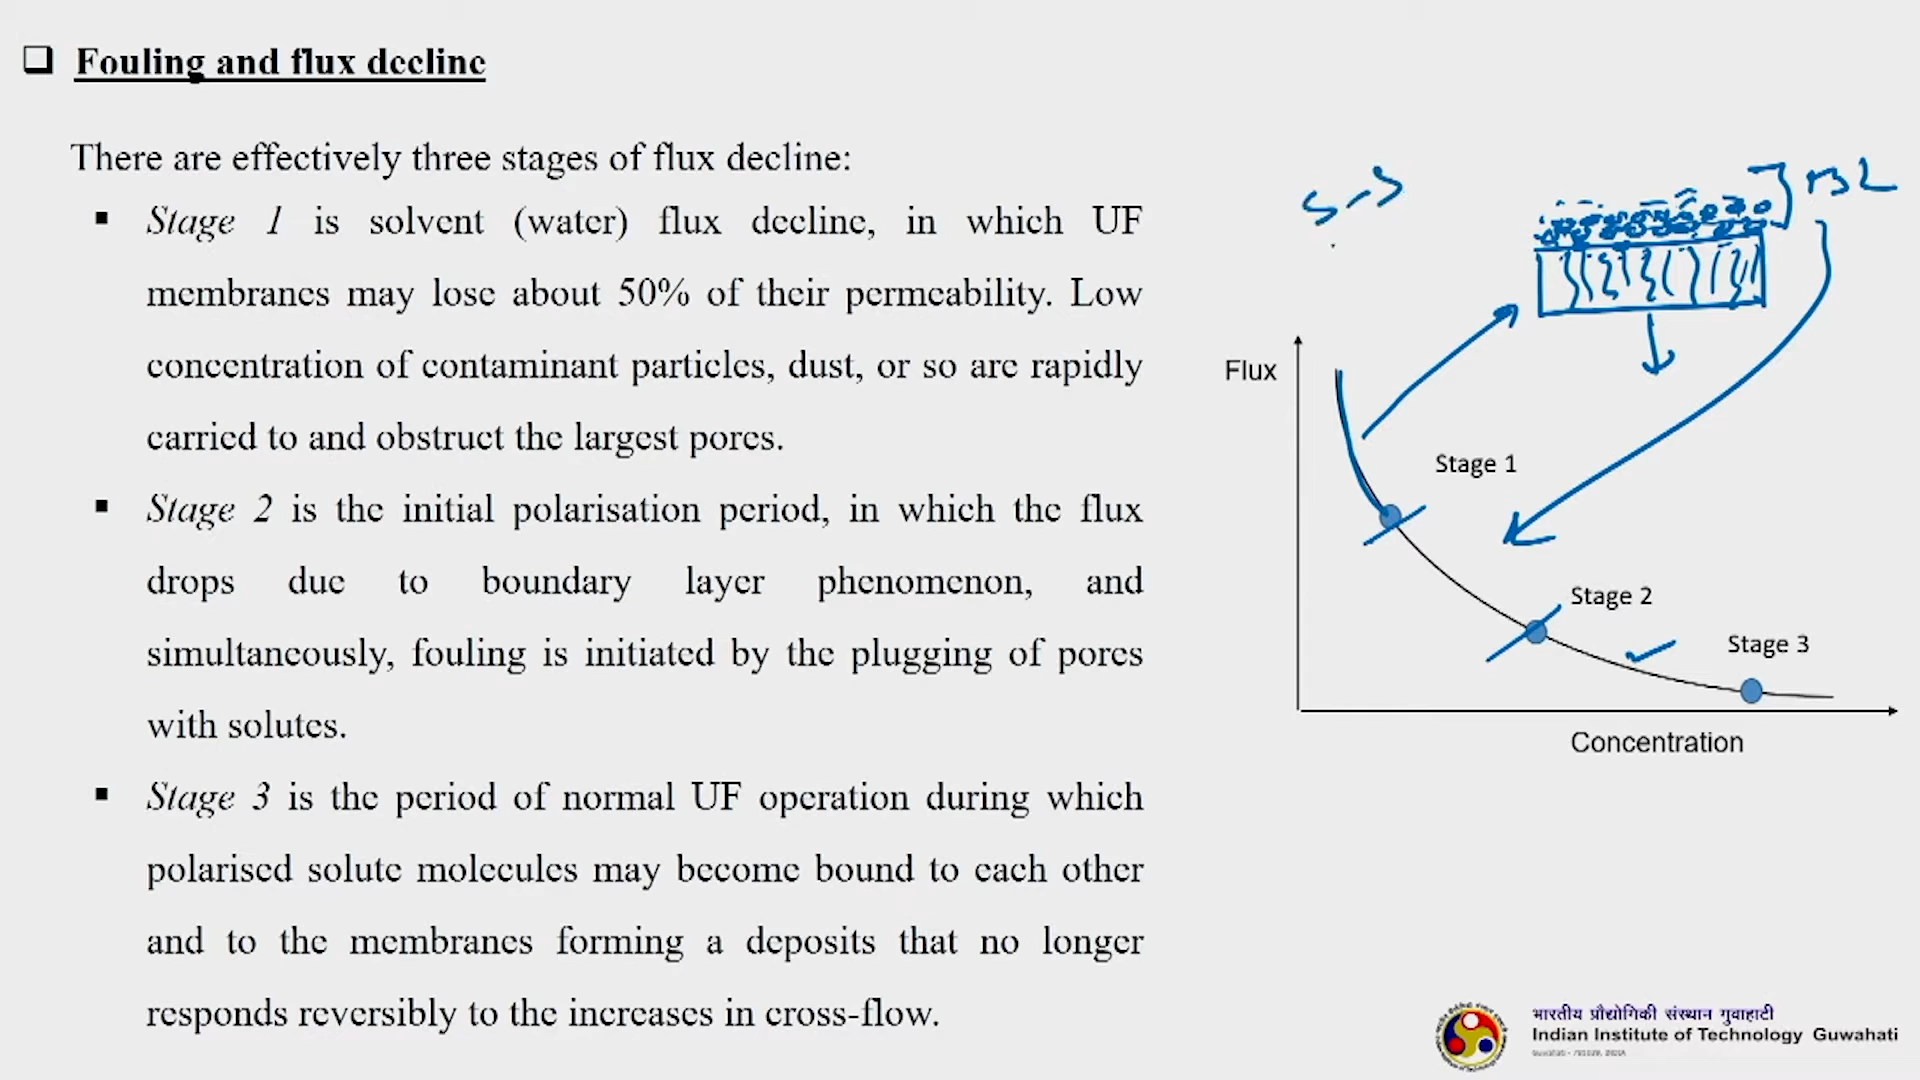 Fouling and flux decline
There are effectively three stages of flux decline:
Stage 1 is solvent (water) flux decline, in which UF
membranes may lose about 50% of their permeability. Low
concentration of contaminant particles, dust, or so are rapidly
carried to and obstruct the largest pores.
Stage 2 is the initial polarisation period, in which the flux
drops due to boundary layer phenomenon, and
simultaneously, fouling is initiated by the plugging of pores
with solutes.
Stage 3 is the period of normal UF operation during which
polarised solute molecules may become bound to each other
and to the membranes forming a deposits that no longer
responds reversibly to the increases in cross-flow.
S-S
BL
Flux
Stage 1
Stage 2
Stage 3
Concentration
भारतीय प्रौद्योगिकी संस्थान गुवाहाटी
Indian Institute of Technology Guwahati